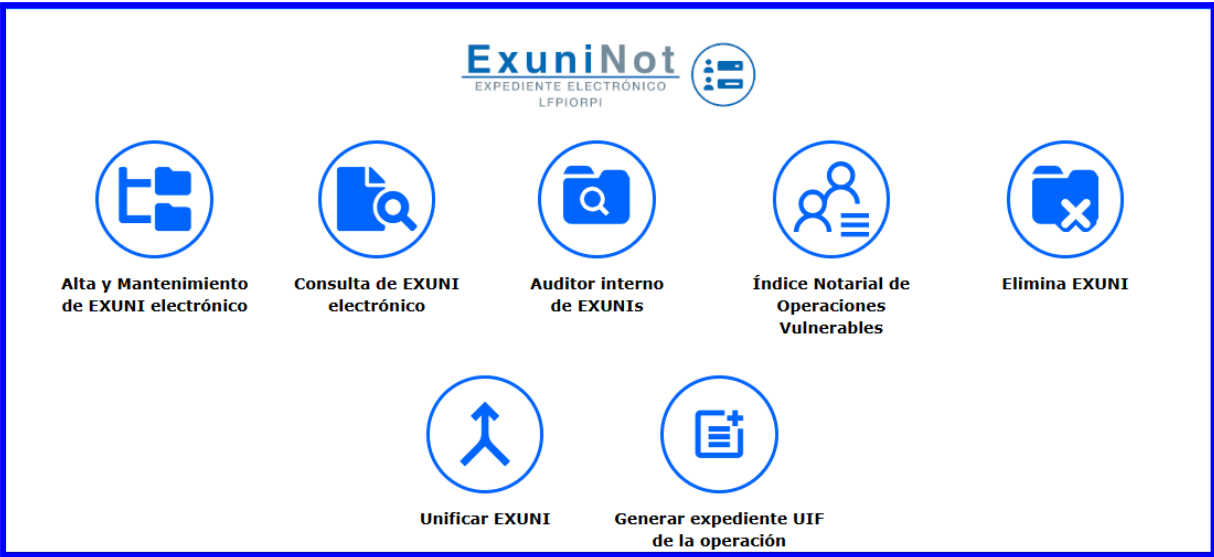 ExuniNot
EXPEDIENTE ELECTRÓNICO
LFPIORPI
Alta y Mantenimiento
de EXUNI electrónico
Consulta de EXUNI
electrónico
Auditor interno
de EXUNIs
Índice Notarial de
Operaciones
Vulnerables
Elimina EXUNI
Unificar EXUNI
Generar expediente UIF
de la operación